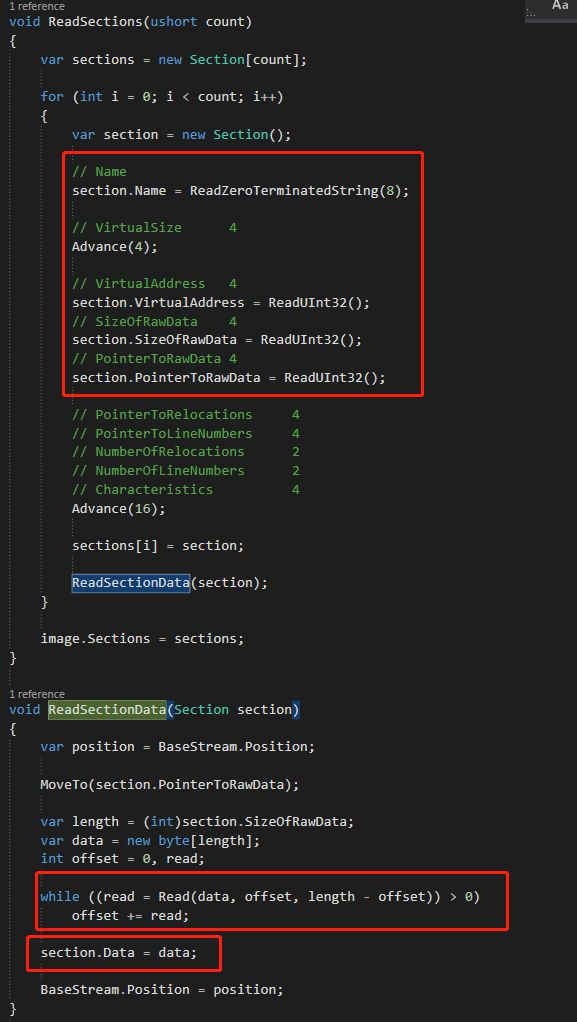 Aa
1 reference
void ReadSections(ushort count)
{
var sections = new Section[count];
for (int i = 0; i < count; i++)
{
var section = new Section();
// Name
section.Name = ReadZeroTerminatedString(8);
// VirtualSize      4
Advance(4);
// VirtualAddress   4
section.VirtualAddress = ReadUInt32();
// SizeOfRawData    4
section.SizeOfRawData = ReadUInt32();
// PointerToRawData 4
section.PointerToRawData = ReadUInt32();
// PointerToRelocations     4
// PointerToLineNumbers     4
// NumberOfRelocations      2
// NumberOfLineNumbers      2
// Characteristics          4
Advance(16);
sections[i] = section;
ReadSectionData(section);
}
image.Sections = sections;
}
1 reference
void ReadSectionData(Section section)
{
var position = BaseStream.Position;
MoveTo(section.PointerToRawData);
var length = (int)section.SizeOfRawData;
var data = new byte[length];
int offset = 0, read;
while ((read = Read(data, offset, length - offset)) > 0)
offset += read;
section.Data = data;
BaseStream.Position = position;
}